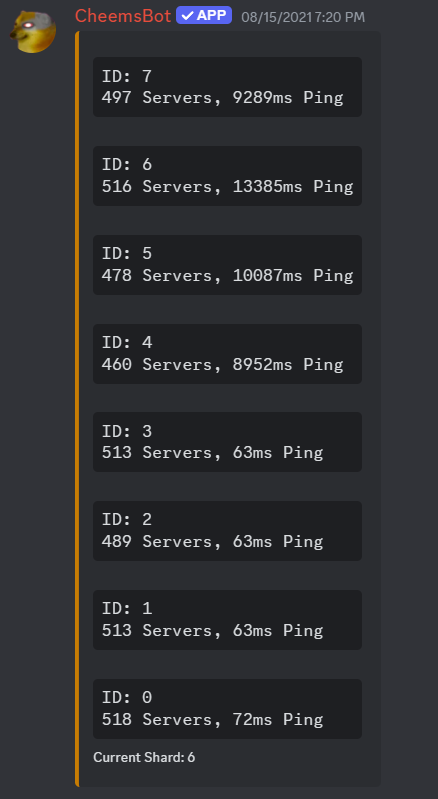 CheemsBot ✓ APP 08/15/2021 7:20 PM
ID: 7
497 Servers, 9289ms Ping
ID: 6
516 Servers, 13385ms Ping
ID: 5
478 Servers, 10087ms Ping
ID: 4
460 Servers, 8952ms Ping
ID: 3
513 Servers, 63ms Ping
ID: 2
489 Servers, 63ms Ping
ID: 1
513 Servers, 63ms Ping
ID: 0
518 Servers, 72ms Ping
Current Shard: 6